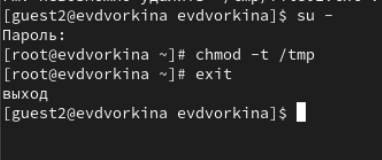 [guest2@evdvorkina evdvorkina]$ su -
Пароль:
[root@evdvorkina ~]# chmod -t /tmp
[root@evdvorkina ~]# exit
выход
[guest2@evdvorkina evdvorkina]$